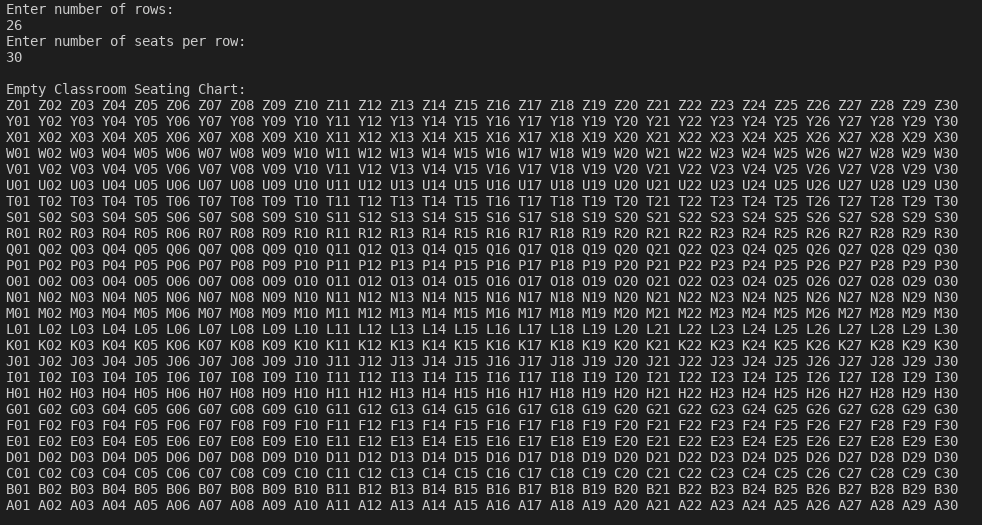 Enter number of rows:
26
Enter number of seats per row:
30
Empty Classroom Seating Chart:
Z01 Z02 Z03 Z04 Z05 Z06 Z07 Z08 Z09 Z10 Z11 Z12 Z13 Z14 Z15 Z16 Z17 Z18 Z19 Z20 Z21 Z22 Z23 Z24 Z25 Z26 Z27 Z28 Z29 Z30
Y01 Y02 Y03 Y04 Y05 Y06 Y07 Y08 Y09 Y10 Y11 Y12 Y13 Y14 Y15 Y16 Y17 Y18 Y19 Y20 Y21 Y22 Y23 Y24 Y25 Y26 Y27 Y28 Y29 Y30
X01 X02 X03 X04 X05 X06 X07 X08 X09 X10 X11 X12 X13 X14 X15 X16 X17 X18 X19 X20 X21 X22 X23 X24 X25 X26 X27 X28 X29 X30
W01 W02 W03 W04 W05 W06 W07 W08 W09 W10 W11 W12 W13 W14 W15 W16 W17 W18 W19 W20 W21 W22 W23 W24 W25 W26 W27 W28 W29 W30
V01 V02 V03 V04 V05 V06 V07 V08 V09 V10 V11 V12 V13 V14 V15 V16 V17 V18 V19 V20 V21 V22 V23 V24 V25 V26 V27 V28 V29 V30
U01 U02 U03 U04 U05 U06 U07 U08 U09 U10 U11 U12 U13 U14 U15 U16 U17 U18 U19 U20 U21 U22 U23 U24 U25 U26 U27 U28 U29 U30
T01 T02 T03 T04 T05 T06 T07 T08 T09 T10 T11 T12 T13 T14 T15 T16 T17 T18 T19 T20 T21 T22 T23 T24 T25 T26 T27 T28 T29 T30
S01 S02 S03 S04 S05 S06 S07 S08 S09 S10 S11 S12 S13 S14 S15 S16 S17 S18 S19 S20 S21 S22 S23 S24 S25 S26 S27 S28 S29 S30
R01 R02 R03 R04 R05 R06 R07 R08 R09 R10 R11 R12 R13 R14 R15 R16 R17 R18 R19 R20 R21 R22 R23 R24 R25 R26 R27 R28 R29 R30
Q01 Q02 Q03 Q04 Q05 Q06 Q07 Q08 Q09 Q10 Q11 Q12 Q13 Q14 Q15 Q16 Q17 Q18 Q19 Q20 Q21 Q22 Q23 Q24 Q25 Q26 Q27 Q28 Q29 Q30
P01 P02 P03 P04 P05 P06 P07 P08 P09 P10 P11 P12 P13 P14 P15 P16 P17 P18 P19 P20 P21 P22 P23 P24 P25 P26 P27 P28 P29 P30
O01 O02 O03 O04 O05 O06 O07 O08 O09 O10 O11 O12 O13 O14 O15 O16 O17 O18 O19 O20 O21 O22 O23 O24 O25 O26 O27 O28 O29 O30
N01 N02 N03 N04 N05 N06 N07 N08 N09 N10 N11 N12 N13 N14 N15 N16 N17 N18 N19 N20 N21 N22 N23 N24 N25 N26 N27 N28 N29 N30
M01 M02 M03 M04 M05 M06 M07 M08 M09 M10 M11 M12 M13 M14 M15 M16 M17 M18 M19 M20 M21 M22 M23 M24 M25 M26 M27 M28 M29 M30
L01 L02 L03 L04 L05 L06 L07 L08 L09 L10 L11 L12 L13 L14 L15 L16 L17 L18 L19 L20 L21 L22 L23 L24 L25 L26 L27 L28 L29 L30
K01 K02 K03 K04 K05 K06 K07 K08 K09 K10 K11 K12 K13 K14 K15 K16 K17 K18 K19 K20 K21 K22 K23 K24 K25 K26 K27 K28 K29 K30
J01 J02 J03 J04 J05 J06 J07 J08 J09 J10 J11 J12 J13 J14 J15 J16 J17 J18 J19 J20 J21 J22 J23 J24 J25 J26 J27 J28 J29 J30
I01 I02 I03 I04 I05 I06 I07 I08 I09 I10 I11 I12 I13 I14 I15 I16 I17 I18 I19 I20 I21 I22 I23 I24 I25 I26 I27 I28 I29 I30
H01 H02 H03 H04 H05 H06 H07 H08 H09 H10 H11 H12 H13 H14 H15 H16 H17 H18 H19 H20 H21 H22 H23 H24 H25 H26 H27 H28 H29 H30
G01 G02 G03 G04 G05 G06 G07 G08 G09 G10 G11 G12 G13 G14 G15 G16 G17 G18 G19 G20 G21 G22 G23 G24 G25 G26 G27 G28 G29 G30
F01 F02 F03 F04 F05 F06 F07 F08 F09 F10 F11 F12 F13 F14 F15 F16 F17 F18 F19 F20 F21 F22 F23 F24 F25 F26 F27 F28 F29 F30
E01 E02 E03 E04 E05 E06 E07 E08 E09 E10 E11 E12 E13 E14 E15 E16 E17 E18 E19 E20 E21 E22 E23 E24 E25 E26 E27 E28 E29 E30
D01 D02 D03 D04 D05 D06 D07 D08 D09 D10 D11 D12 D13 D14 D15 D16 D17 D18 D19 D20 D21 D22 D23 D24 D25 D26 D27 D28 D29 D30
C01 C02 C03 C04 C05 C06 C07 C08 C09 C10 C11 C12 C13 C14 C15 C16 C17 C18 C19 C20 C21 C22 C23 C24 C25 C26 C27 C28 C29 C30
B01 B02 B03 B04 B05 B06 B07 B08 B09 B10 B11 B12 B13 B14 B15 B16 B17 B18 B19 B20 B21 B22 B23 B24 B25 B26 B27 B28 B29 B30
A01 A02 A03 A04 A05 A06 A07 A08 A09 A10 A11 A12 A13 A14 A15 A16 A17 A18 A19 A20 A21 A22 A23 A24 A25 A26 A27 A28 A29 A30